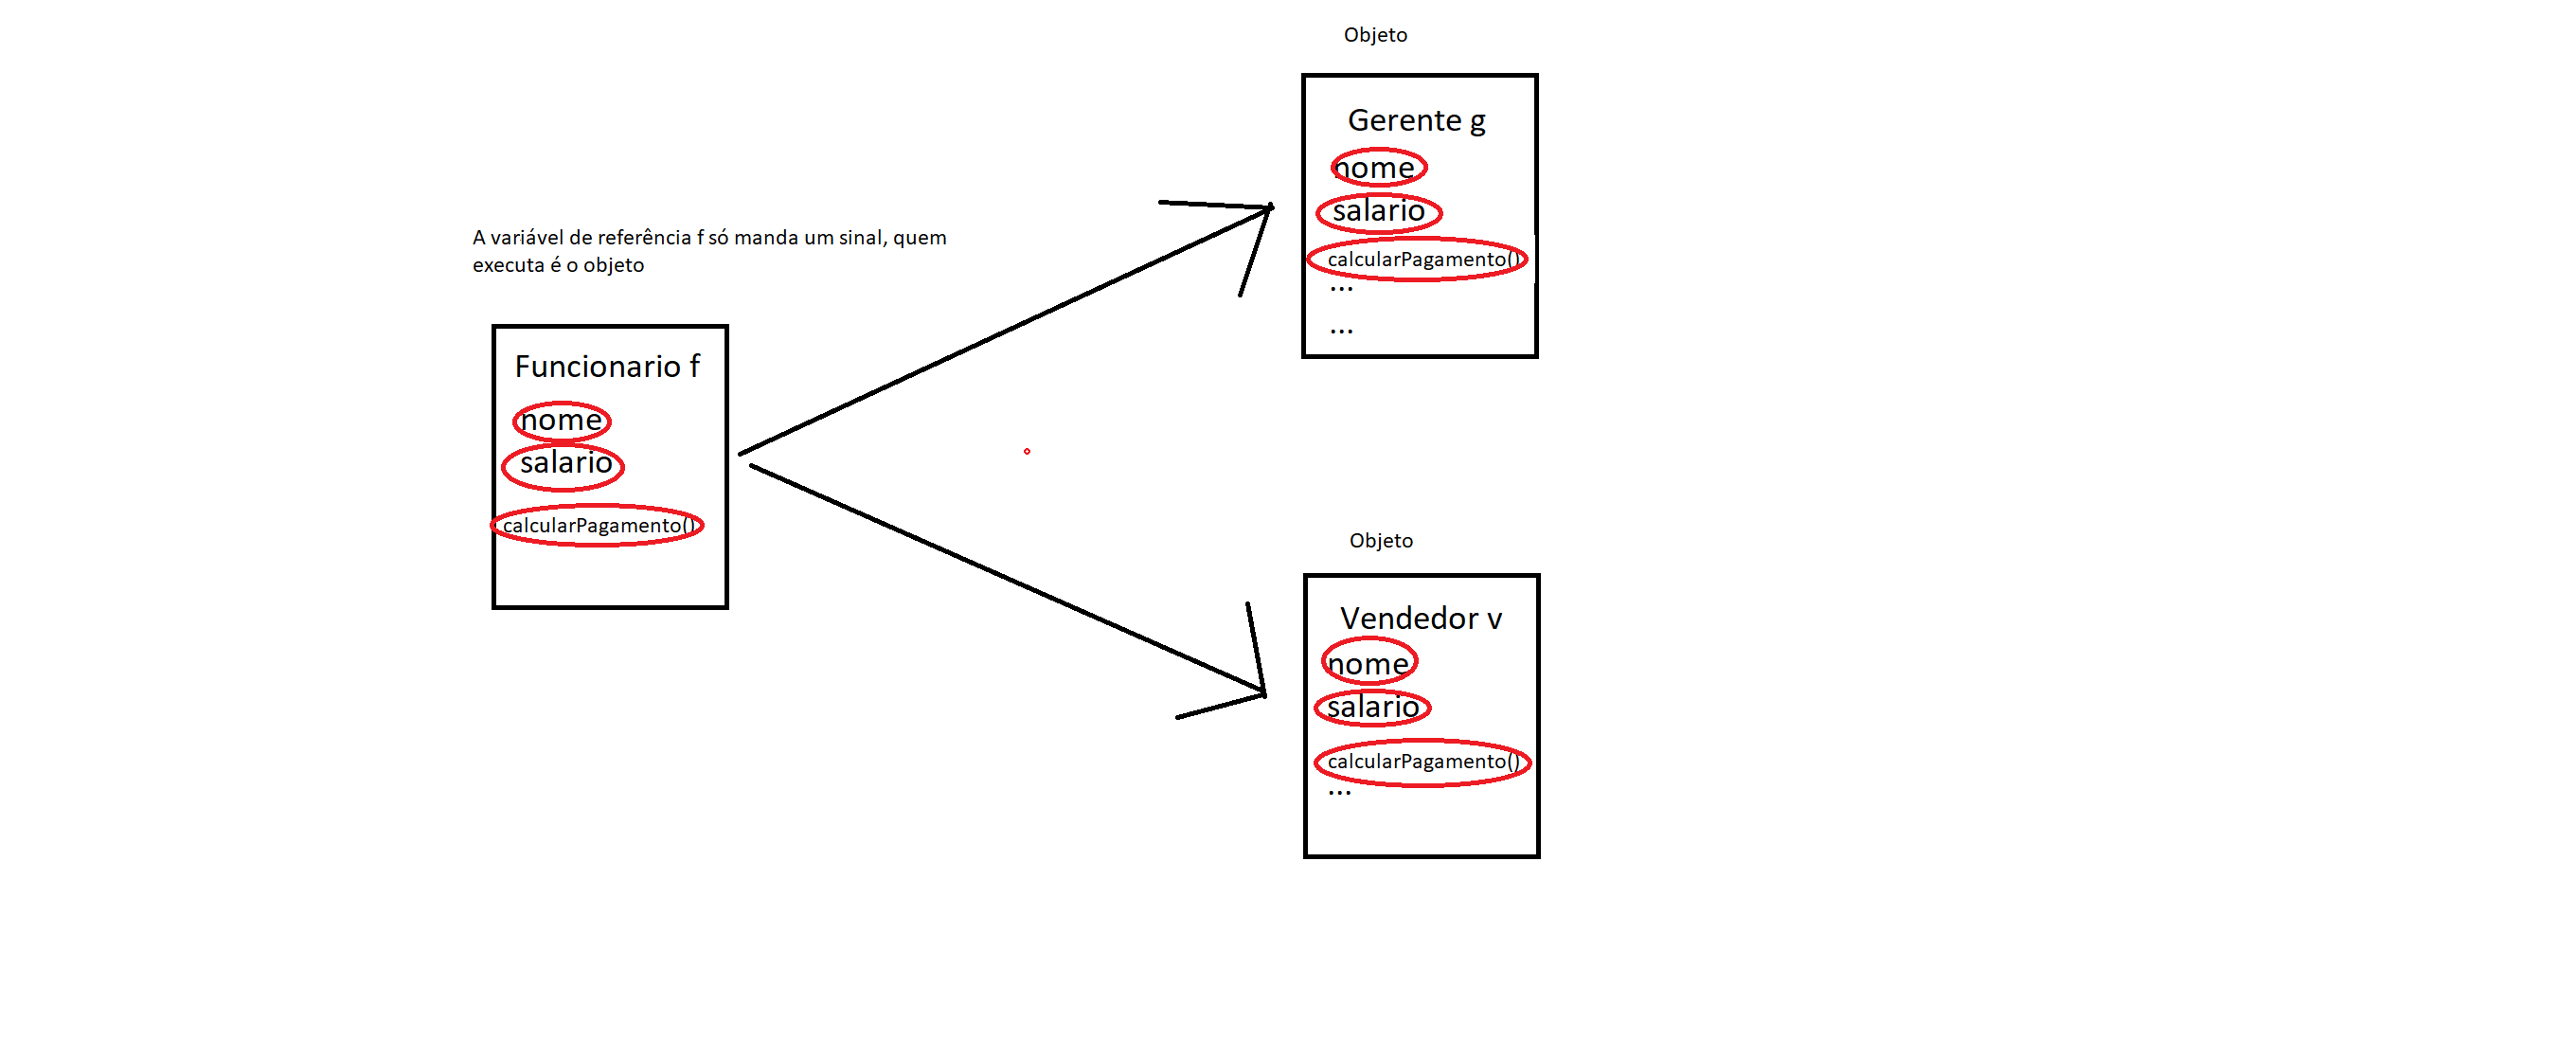 A variável de referência f só manda um sinal, quem
executa é o objeto
Funcionario f
nome
salario
calcularPagamento()
Objeto
Gerente g
nome
salario
calcularPagamento()
...
...
Objeto
Vendedor v
nome
salario
calcularPagamento()
...